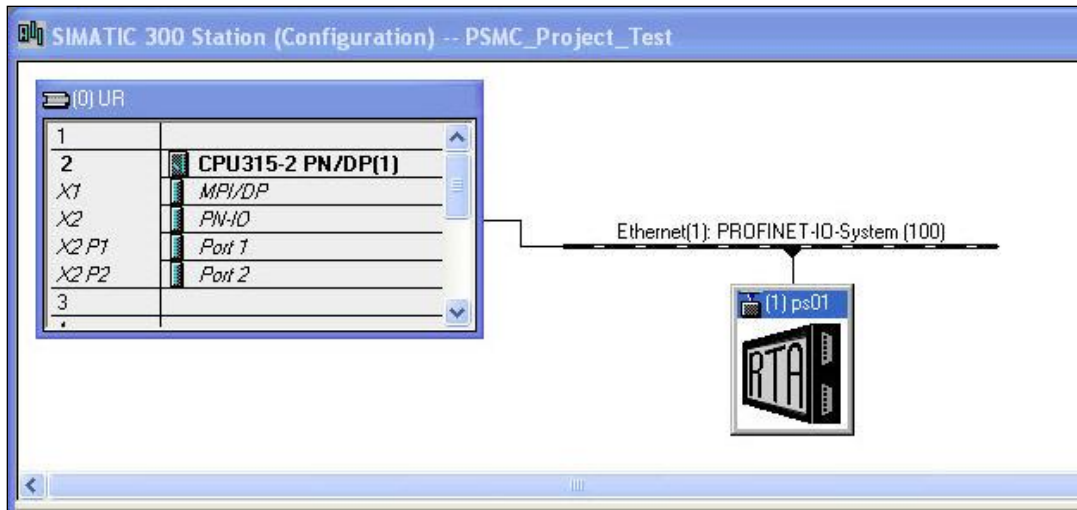 SIMATIC 300 Station (Configuration) -- PSMC_Project_Test
(0) UR
1
2 CPU315-2 PN/DP(1)
X1 MPI/DP
X2 PN-IO
X2 P1 Port 1
X2 P2 Port 2
3
Ethernet(1): PROFINET-IO-System (100)
(1) ps01
RTA